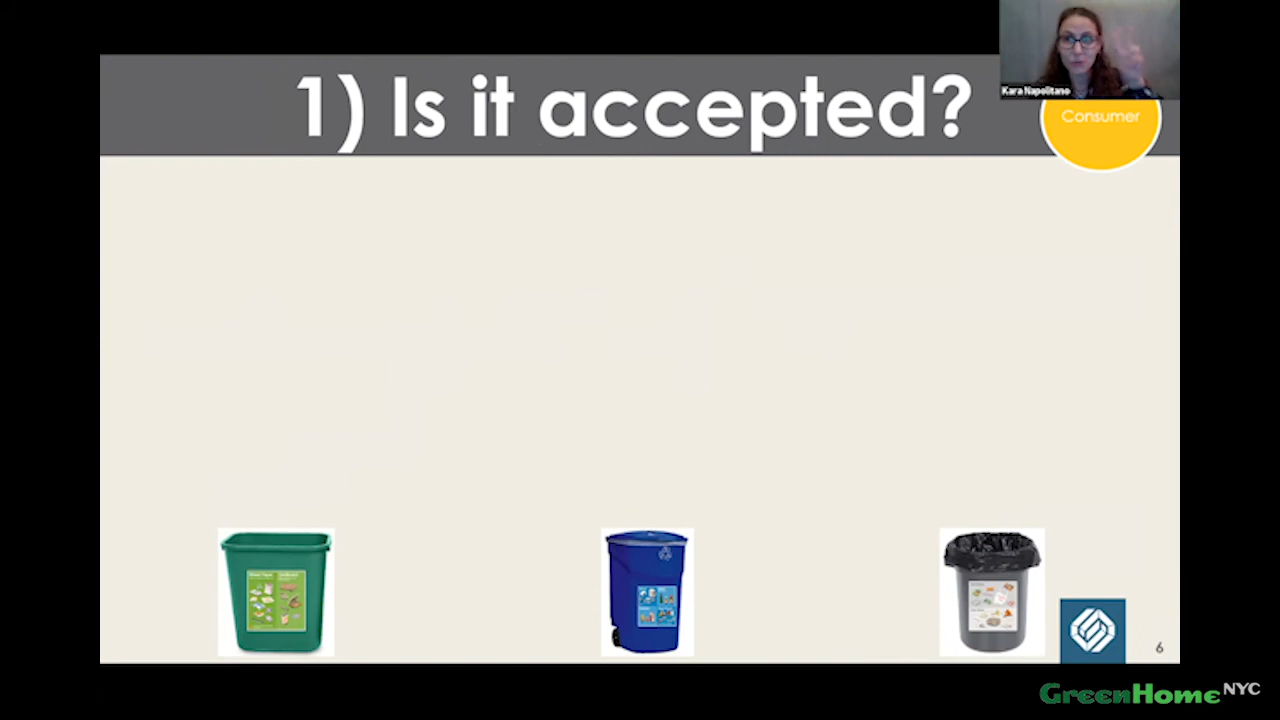 1) Is it accepted?
Kara Napolitano
Consumer
6
GreenHomeNYC